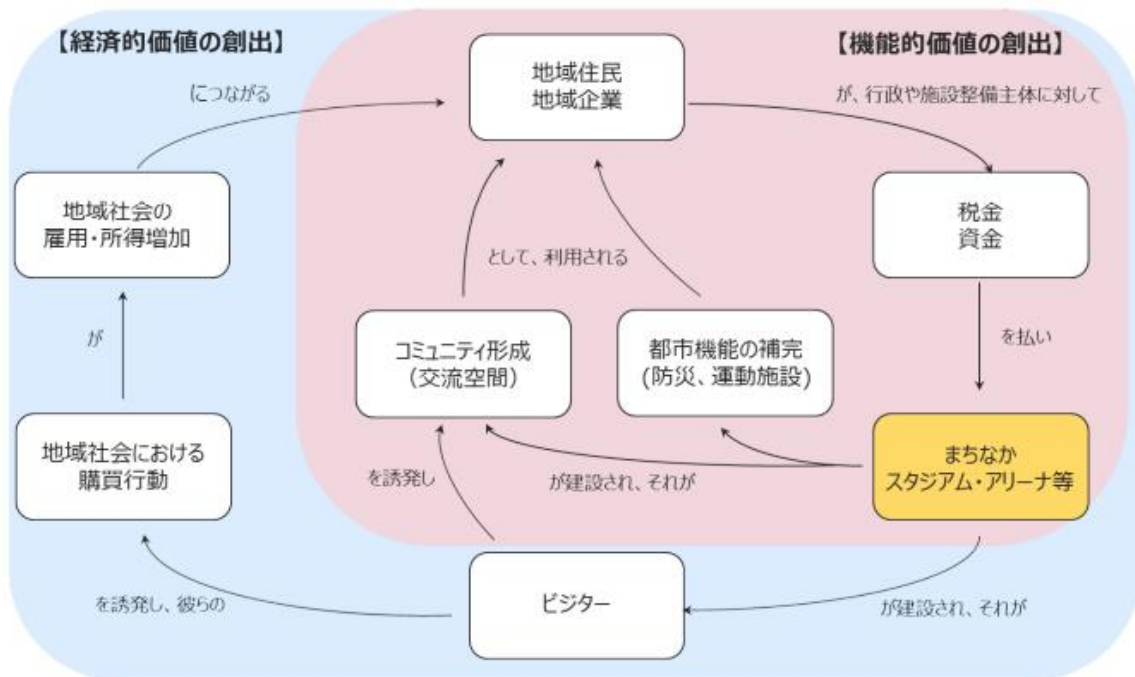 【経済的価値の創出】
【機能的価値の創出】
地域住民
地域企業
につながる
が、行政や施設整備主体に対して
地域社会の
雇用・所得増加
税金
資金
として、利用される
が
コミュニティ形成
（交流空間）
都市機能の補完
(防災、運動施設)
を払い
地域社会における
購買行動
まちなか
スタジアム・アリーナ等
を誘発し
が建設され、それが
ビジター
を誘発し、彼らの
が建設され、それが